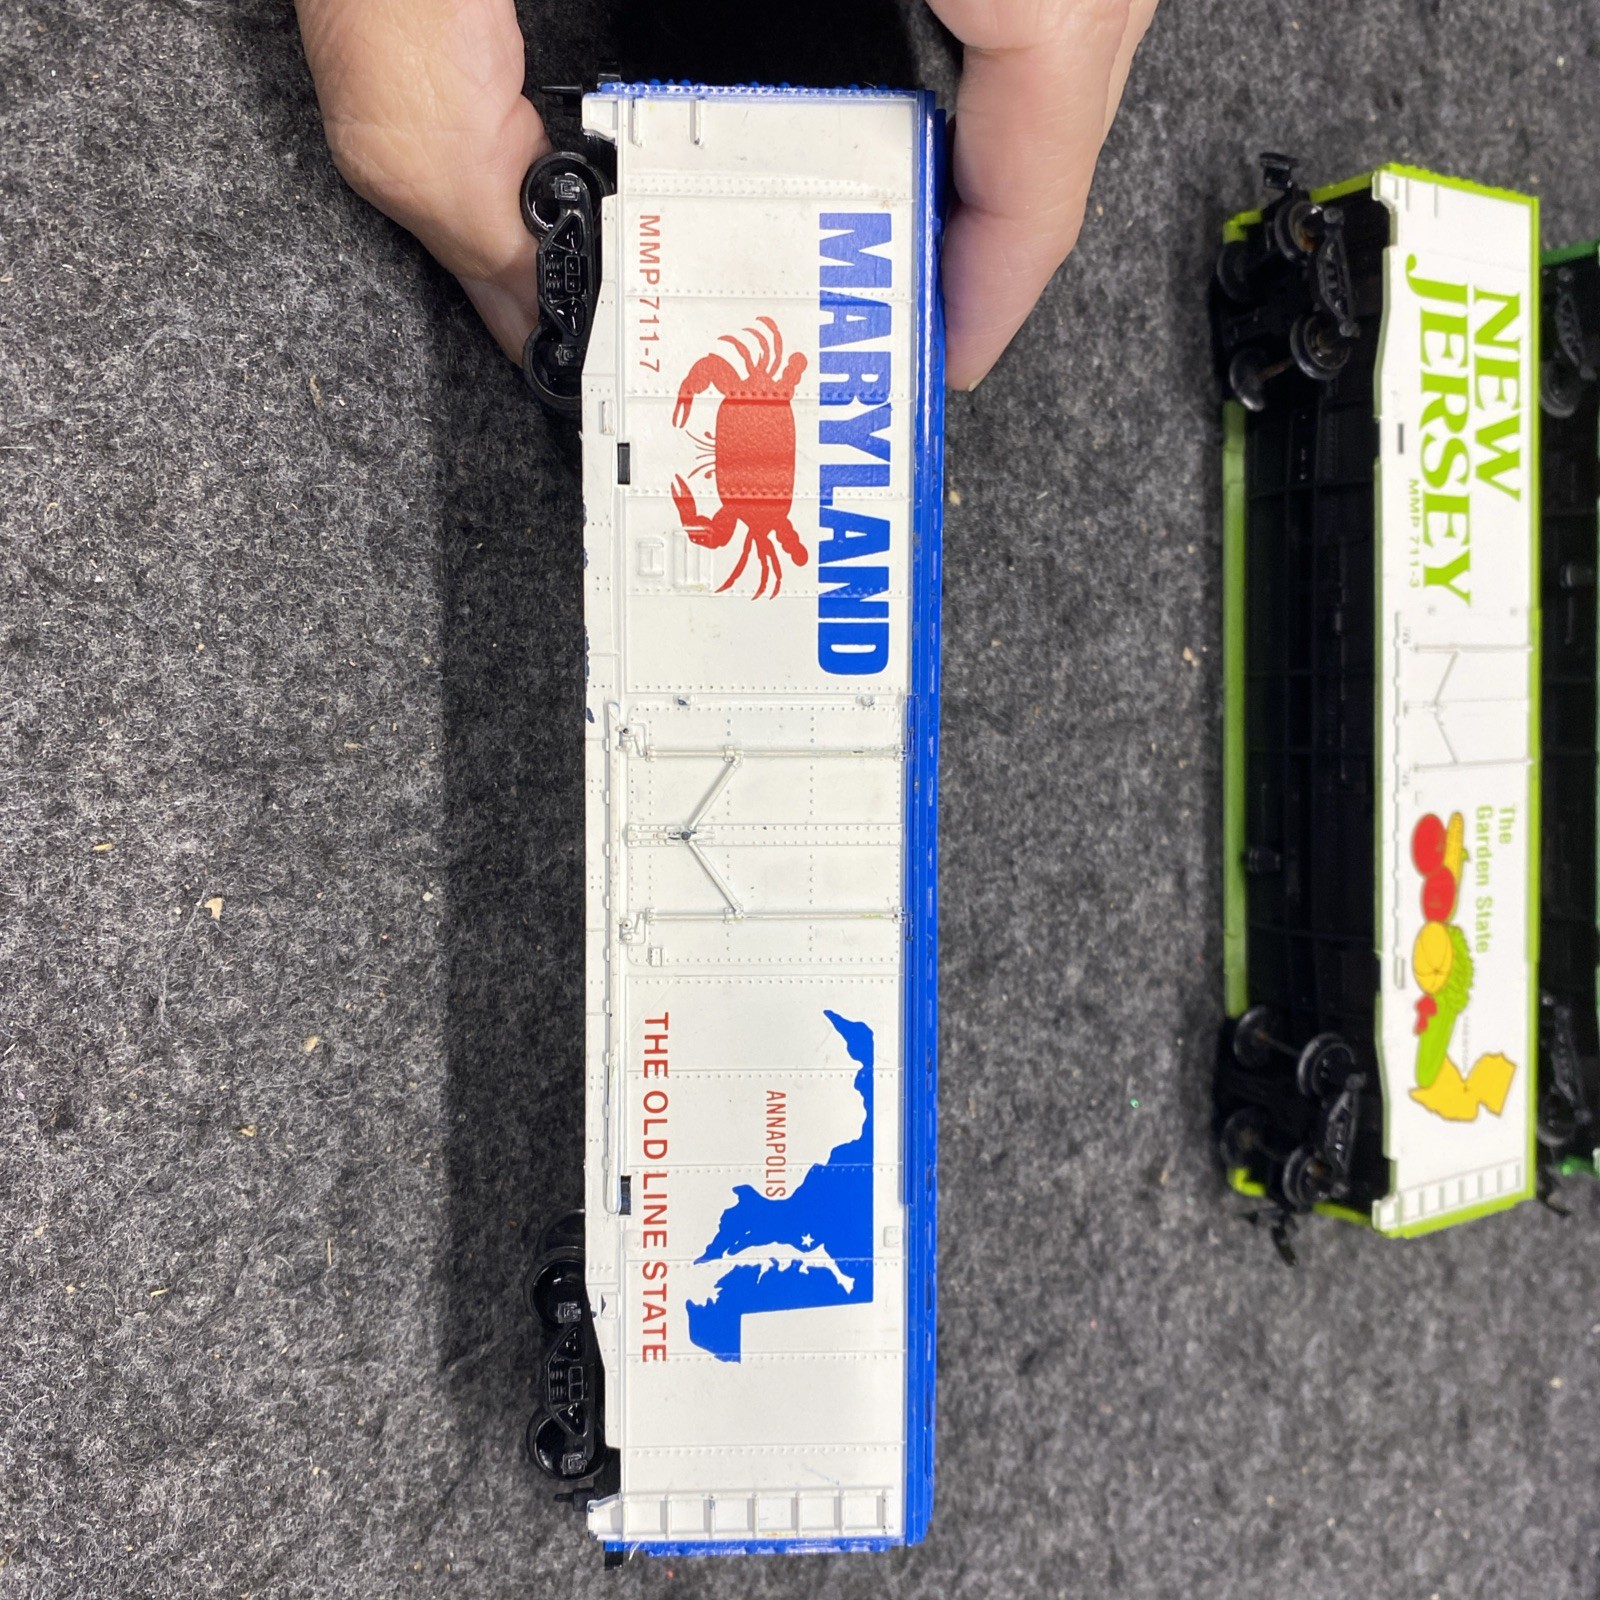 MARYLAND
MMP 711-7
ANNAPOLIS
THE OLD LINE STATE
NEW
JERSEY
MMP 711-3
The
Garden State